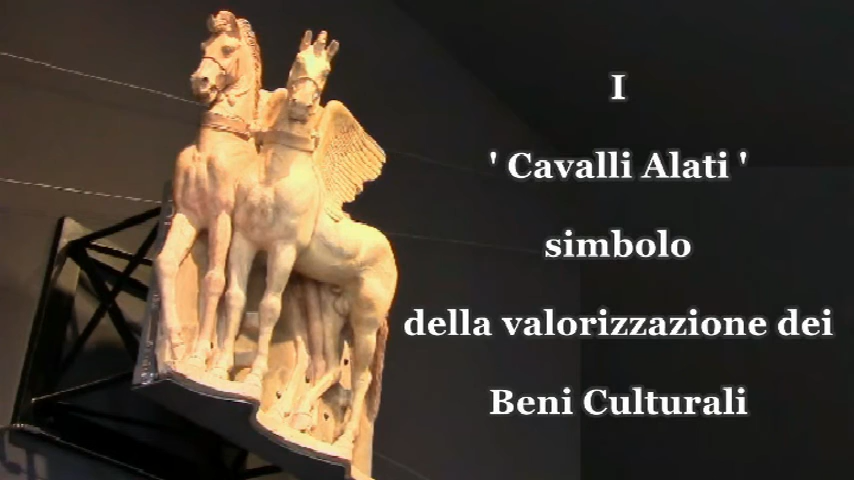 I
' Cavalli Alati '
simbolo
della valorizzazione dei
Beni Culturali